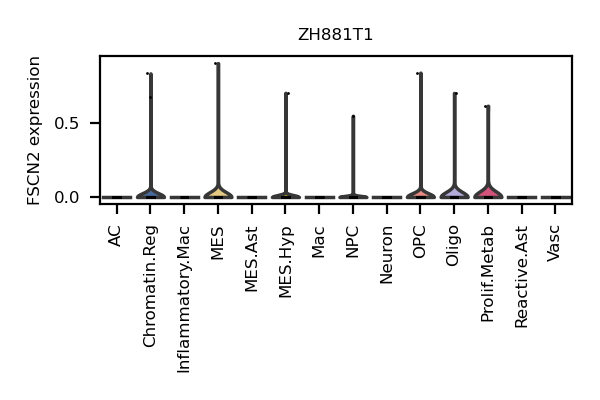 ZH881T1
FSCN2 expression
0.5
0.0
AC
Chromatin.Reg
Inflammatory.Mac
MES
MES.Ast
MES.Hyp
Mac
NPC
Neuron
OPC
Oligo
Prolif.Metab
Reactive.Ast
Vasc